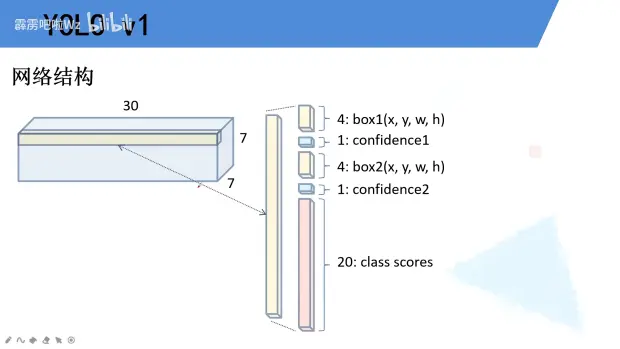 YOLO v1
霹雳吧啦Wz bilibili
网络结构
30
7
7
4: box1(x, y, w, h)
1: confidence1
4: box2(x, y, w, h)
1: confidence2
20: class scores